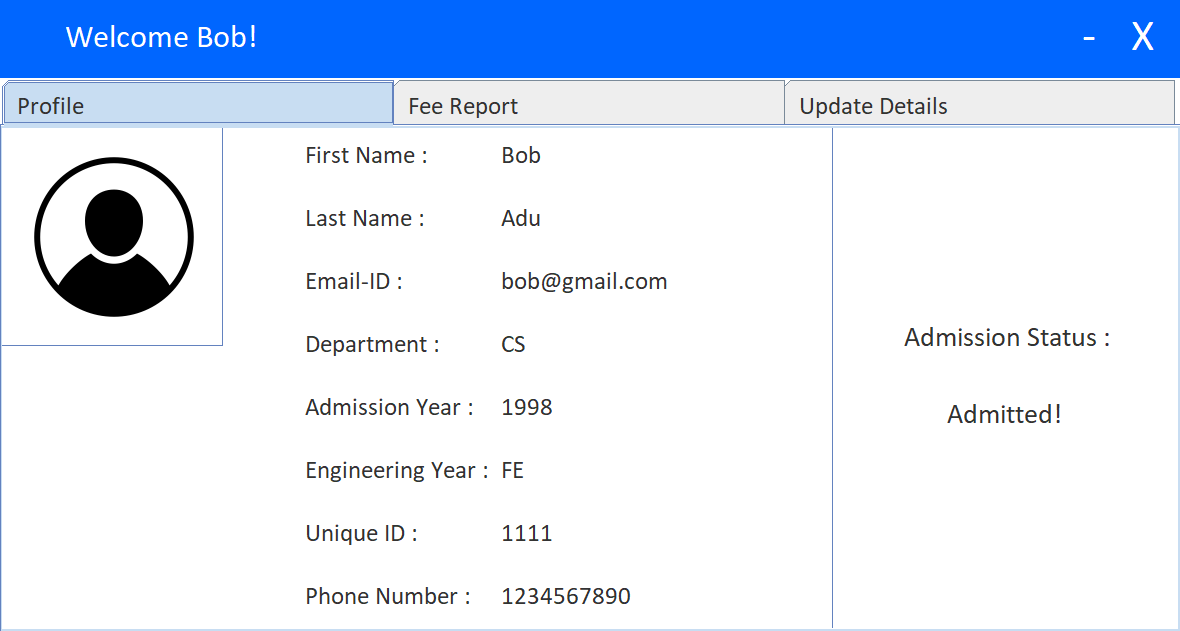 Welcome Bob!
- X
Profile
Fee Report
Update Details
First Name : Bob
Last Name : Adu
Email-ID : bob@gmail.com
Department : CS
Admission Year : 1998
Engineering Year : FE
Unique ID : 1111
Phone Number : 1234567890
Admission Status :
Admitted!